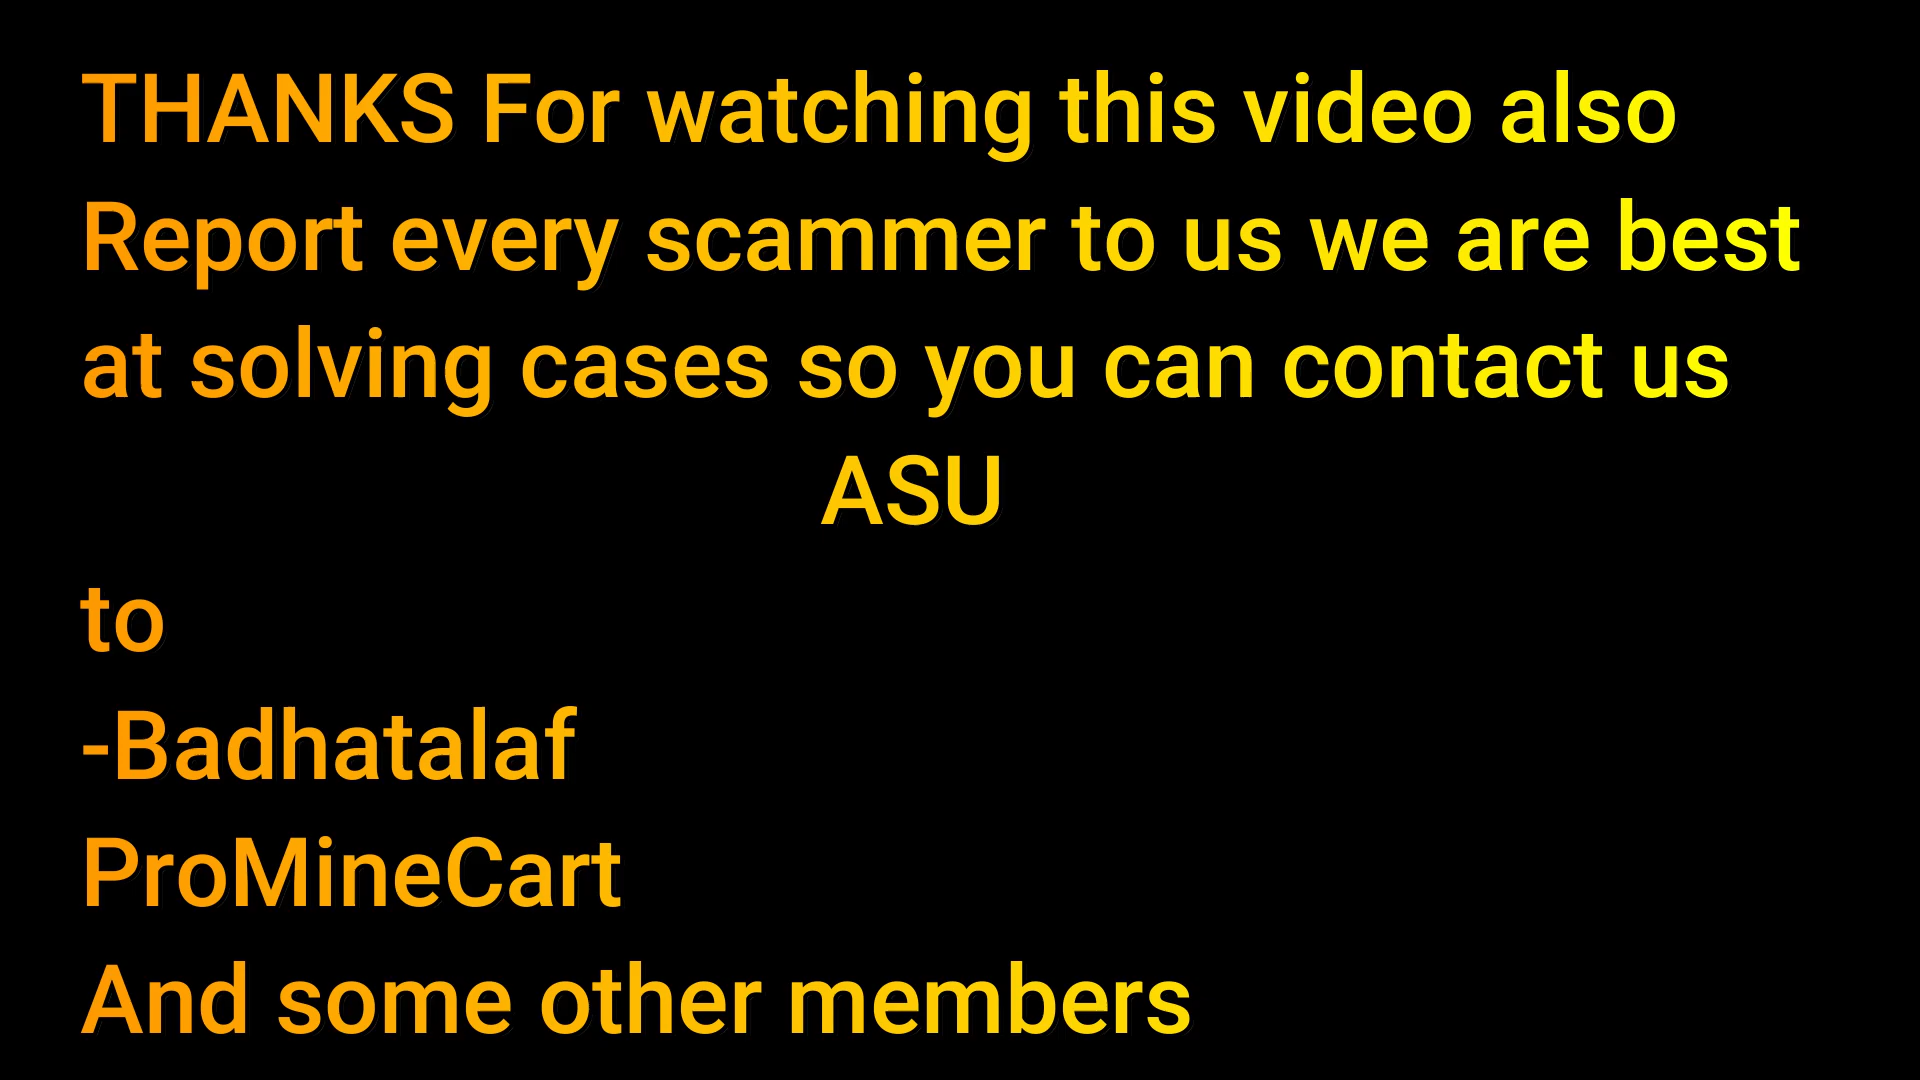 THANKS For watching this video also
Report every scammer to us we are best
at solving cases so you can contact us
ASU
to
-Badhatalaf
ProMineCart
And some other members